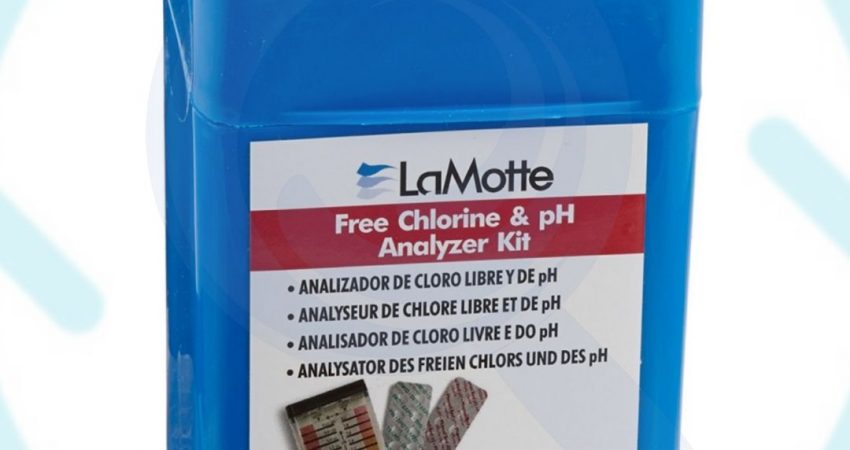 LaMotte
Free Chlorine & pH
Analyzer Kit
• ANALIZADOR DE CLORO LIBRE Y DE pH
• ANALYSEUR DE CHLORE LIBRE ET DE pH
• ANALISADOR DE CLORO LIVRE E DO pH
• ANALYSATOR DES FREIEN CHLORS UND DES pH